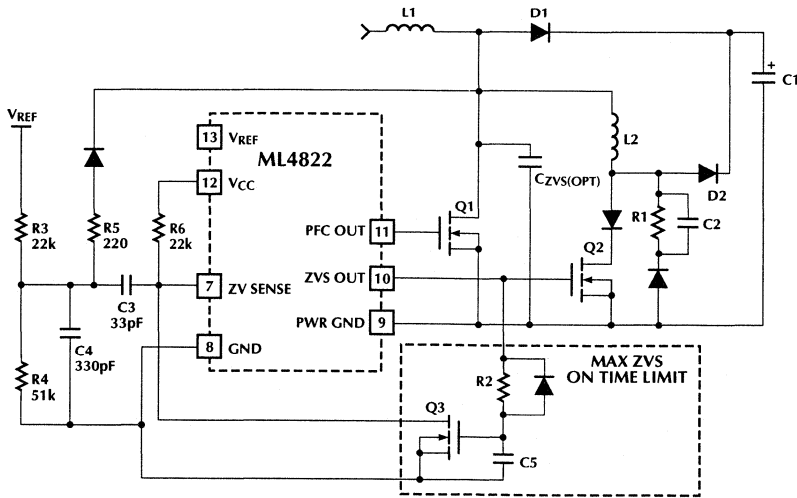 L1
D1
+
C1
VREF
13 VREF
ML4822
L2
12 VCC
CZVS(OPT)
D2
R3
22k
R5
220
R6
22k
Q1
R1
C2
PFC OUT 11
Q2
C3
33pF
7 ZV SENSE
ZVS OUT 10
C4
330pF
8 GND
PWR GND 9
R4
51k
MAX ZVS
ON TIME LIMIT
R2
Q3
C5